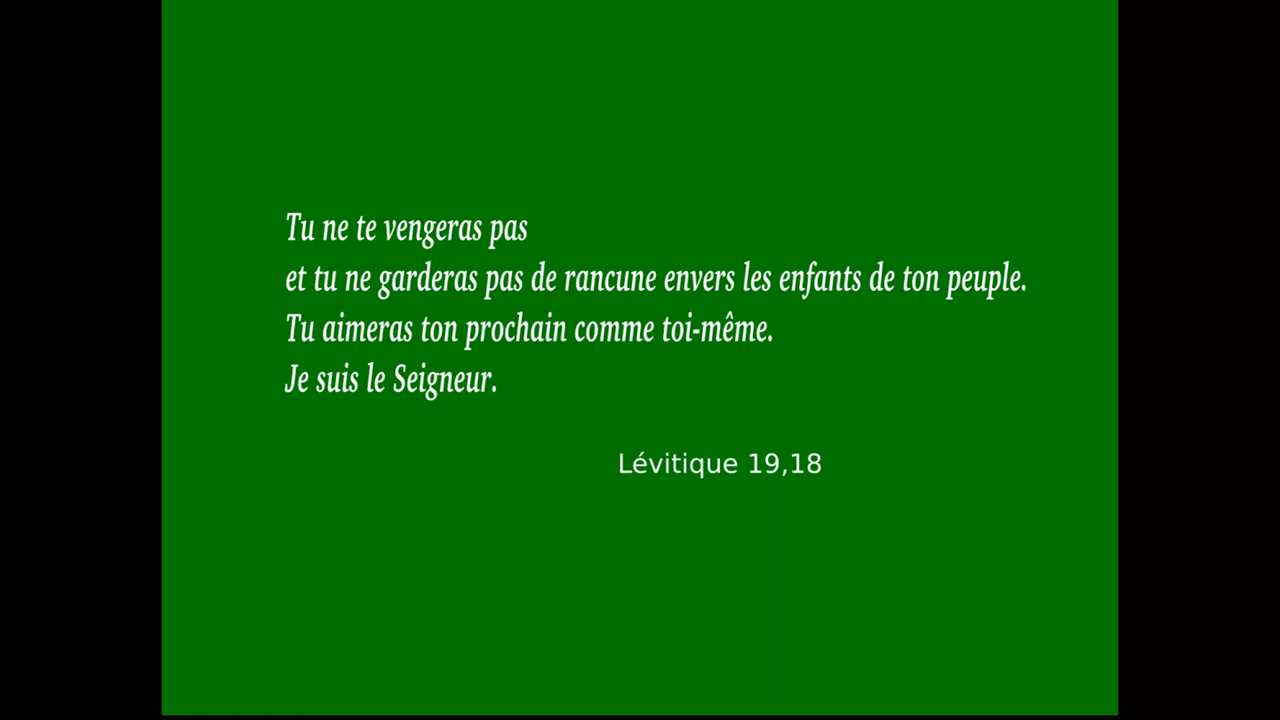 Tu ne te vengeras pas
et tu ne garderas pas de rancune envers les enfants de ton peuple.
Tu aimeras ton prochain comme toi-même.
Je suis le Seigneur.
Lévitique 19,18